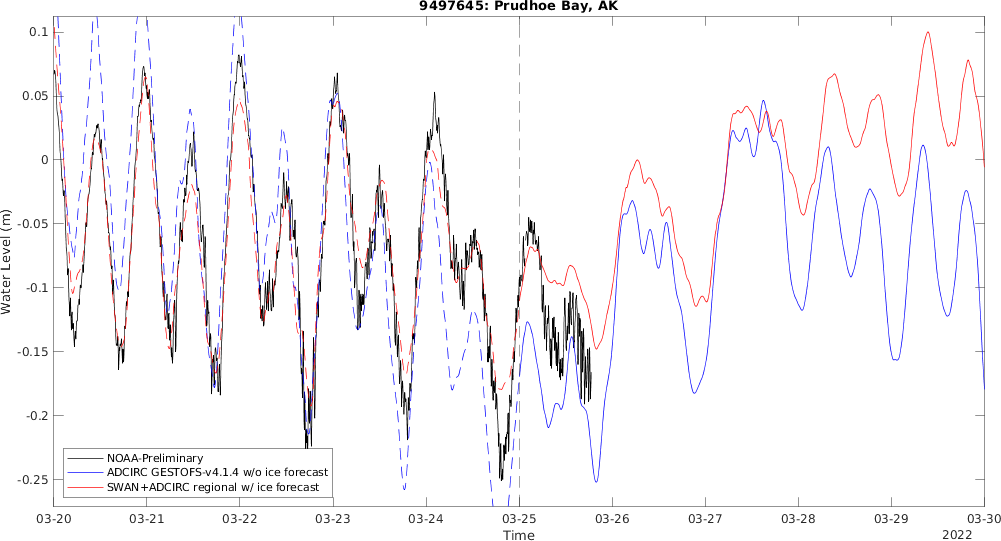 9497645: Prudhoe Bay, AK
Water Level (m)
0.1
0.05
0
-0.05
-0.1
-0.15
-0.2
-0.25
NOAA-Preliminary
ADCIRC GESTOFS-v4.1.4 w/o ice forecast
SWAN+ADCIRC regional w/ ice forecast
03-20 03-21 03-22 03-23 03-24 03-25 03-26 03-27 03-28 03-29 03-30
Time
2022